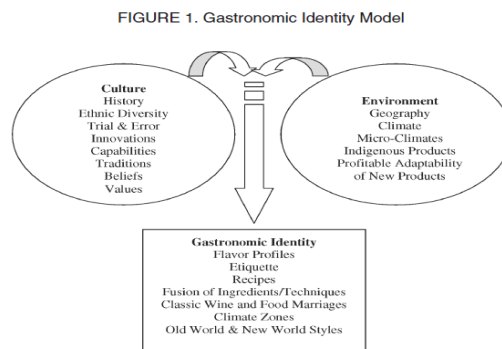 FIGURE 1. Gastronomic Identity Model
Culture
History
Ethnic Diversity
Trial & Error
Innovations
Capabilities
Traditions
Beliefs
Values
Environment
Geography
Climate
Micro-Climates
Indigenous Products
Profitable Adaptability
of New Products
Gastronomic Identity
Flavor Profiles
Etiquette
Recipes
Fusion of Ingredients/Techniques
Classic Wine and Food Marriages
Climate Zones
Old World & New World Styles